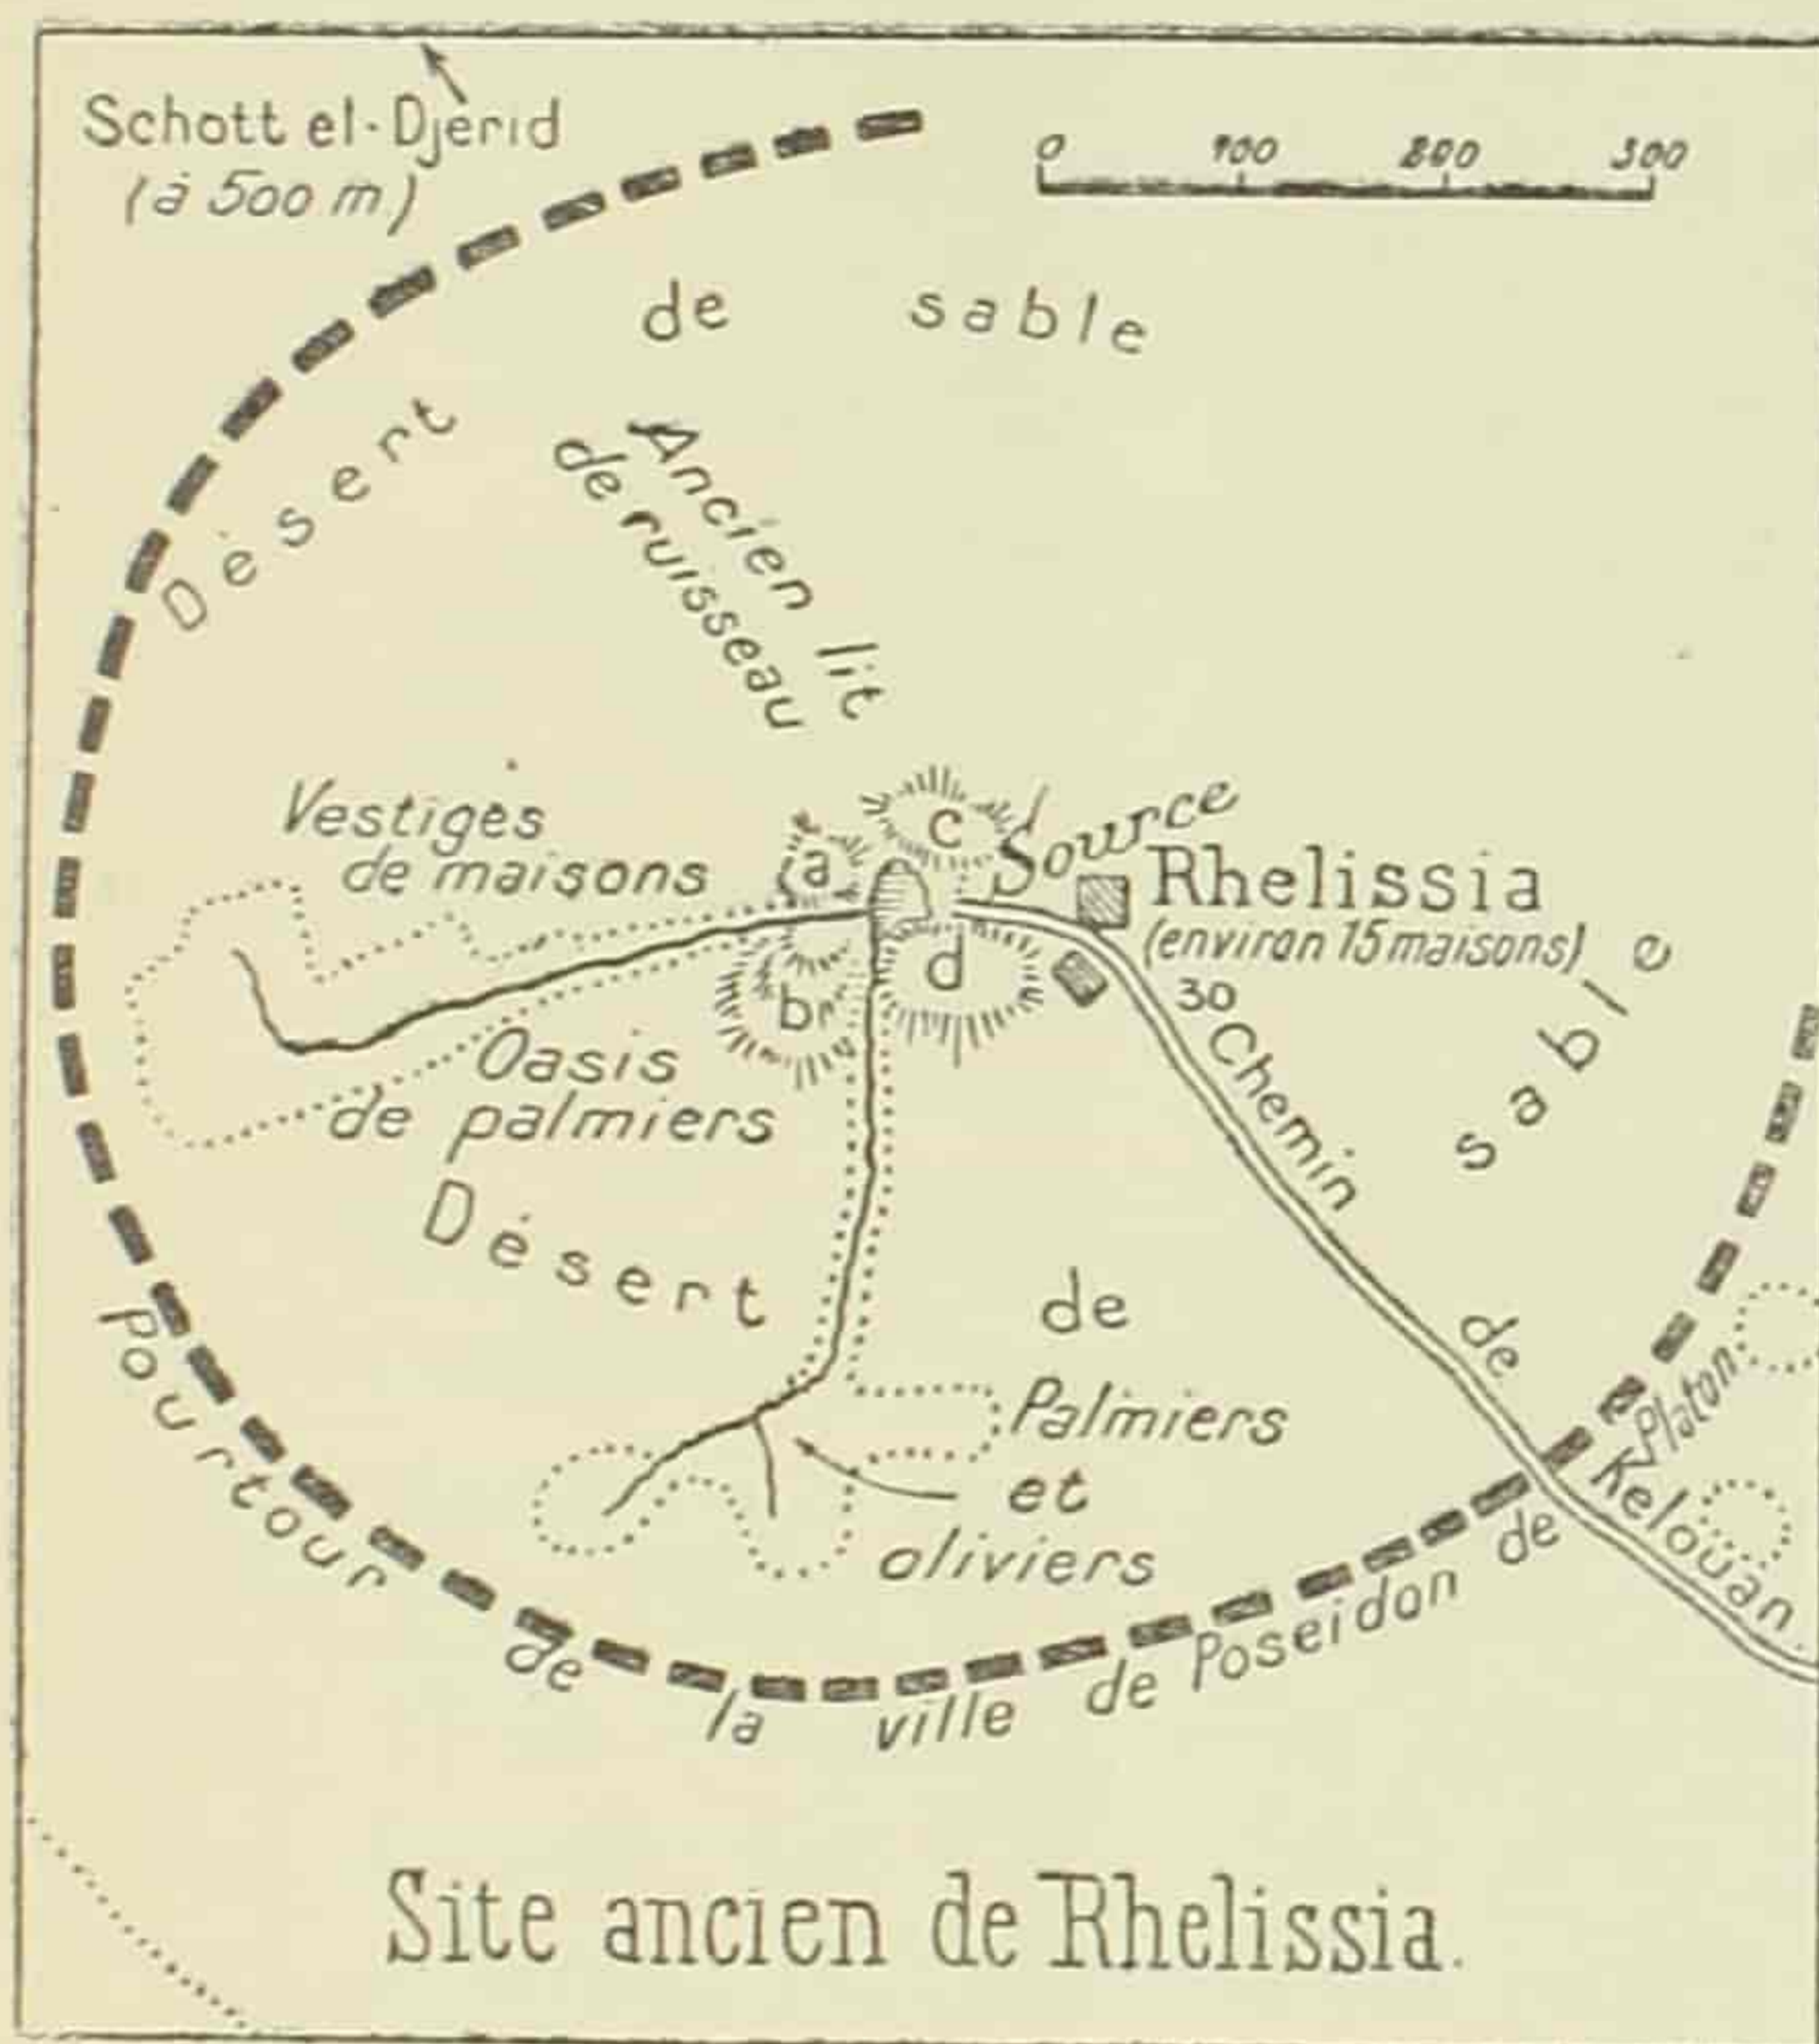 Schott el-Djérid
(à 500 m.)
0 100 200 300
Désert de sable
Ancien lit
de ruisseau
Vestiges
de maisons
a
c
b
d
Source
Rhelissia
(environ 15 maisons)
30
Oasis
de palmiers
Désert de sable
Palmiers
et
oliviers
Chemin de Kelouan.
Pourtour de la ville de Poseidon de Platon.
Site ancien de Rhelissia.